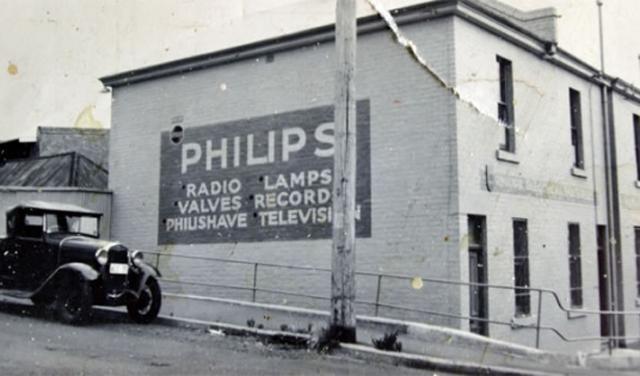 PHILIPS
RADIO LAMPS
VALVES RECORDS
PHILISHAVE TELEVISION